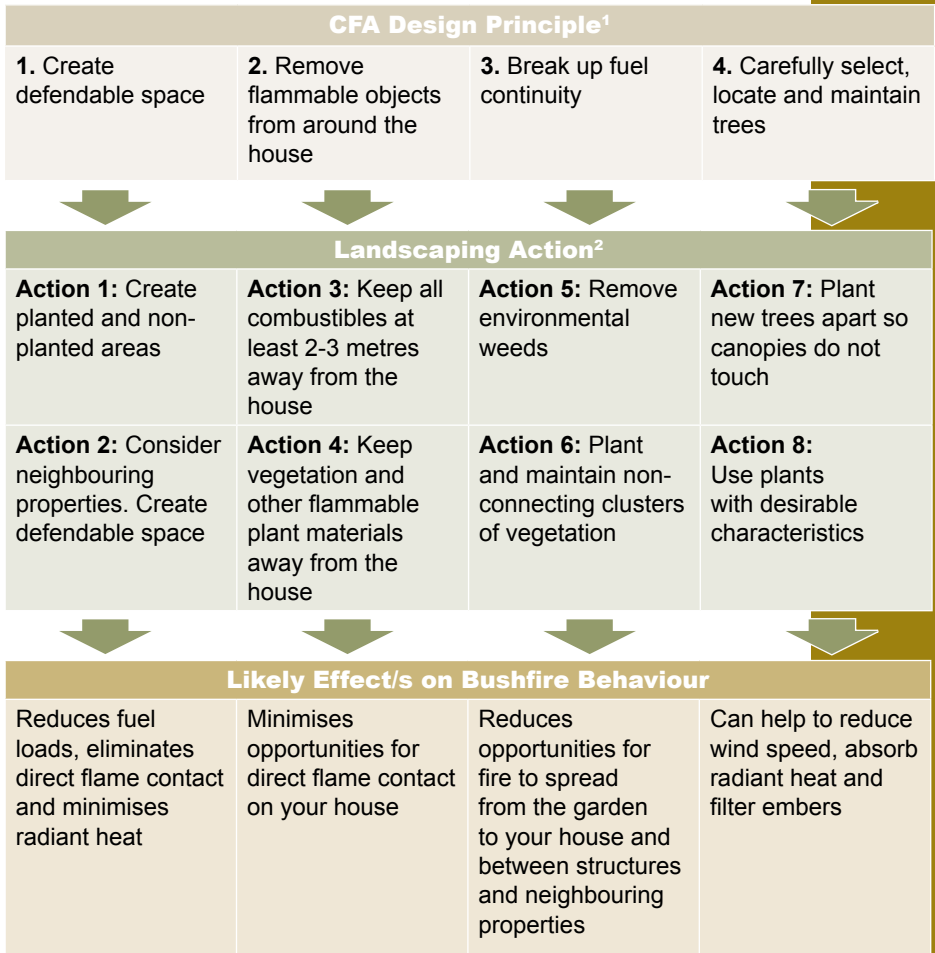 CFA Design Principle1
1. Create
defendable space
2. Remove
flammable objects
from around the
house
3. Break up fuel
continuity
4. Carefully select,
locate and maintain
trees
Landscaping Action2
Action 1: Create
planted and non-
planted areas
Action 3: Keep all
combustibles at
least 2-3 metres
away from the
house
Action 5: Remove
environmental
weeds
Action 7: Plant
new trees apart so
canopies do not
touch
Action 2: Consider
neighbouring
properties. Create
defendable space
Action 4: Keep
vegetation and
other flammable
plant materials
away from the
house
Action 6: Plant
and maintain non-
connecting clusters
of vegetation
Action 8:
Use plants
with desirable
characteristics
Likely Effect/s on Bushfire Behaviour
Reduces fuel
loads, eliminates
direct flame contact
and minimises
radiant heat
Minimises
opportunities for
direct flame contact
on your house
Reduces
opportunities for
fire to spread
from the garden
to your house and
between structures
and neighbouring
properties
Can help to reduce
wind speed, absorb
radiant heat and
filter embers